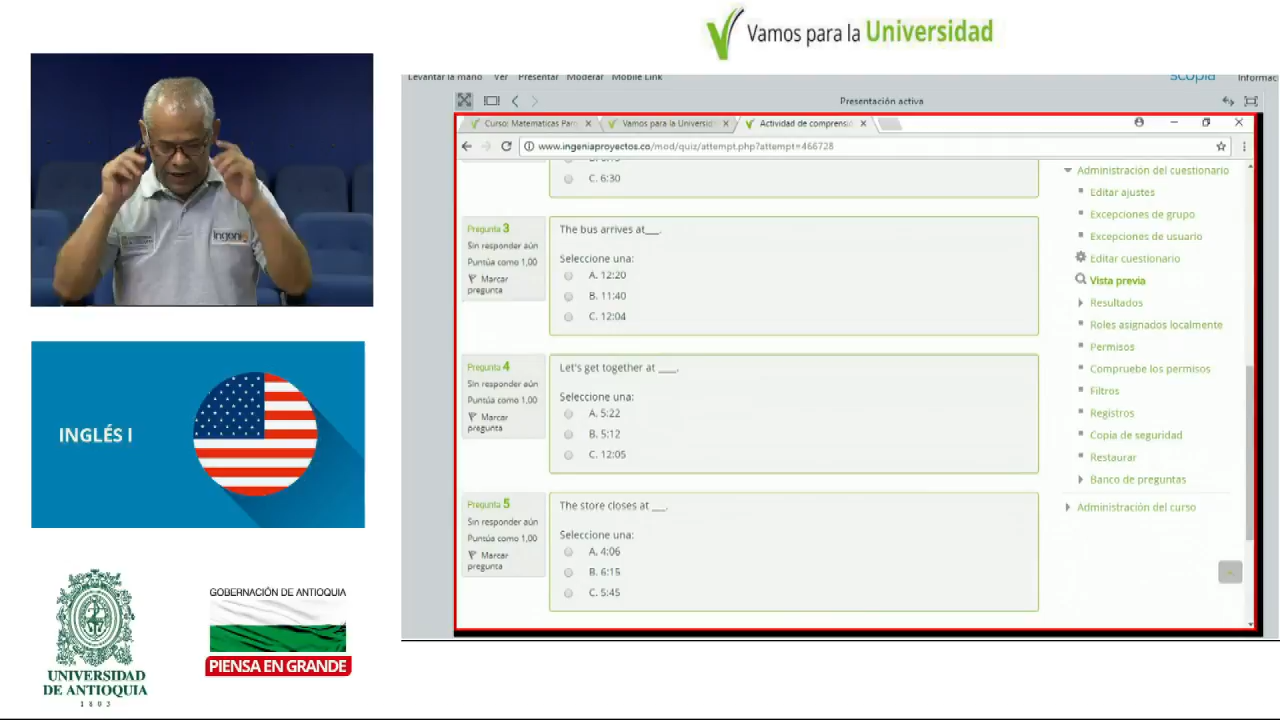 Vamos para la Universidad
Levantar la mano Ver Presentar Moderar Mobile Link
scopia Informac
Presentación activa
Curso: Matematicas Par
Vamos para la Universid
Actividad de comprensi
www.ingeniaproyectos.co/mod/quiz/attempt.php?attempt=466728
C. 6:30
Pregunta 3
Sin responder aún
Puntúa como 1,00
Marcar
pregunta
The bus arrives at___.
Seleccione una:
A. 12:20
B. 11:40
C. 12:04
Pregunta 4
Sin responder aún
Puntúa como 1,00
Marcar
pregunta
Let's get together at ____.
Seleccione una:
A. 5:22
B. 5:12
C. 12:05
Pregunta 5
Sin responder aún
Puntúa como 1,00
Marcar
pregunta
The store closes at ___.
Seleccione una:
A. 4:06
B. 6:15
C. 5:45
Administración del cuestionario
Editar ajustes
Excepciones de grupo
Excepciones de usuario
Editar cuestionario
Vista previa
Resultados
Roles asignados localmente
Permisos
Compruebe los permisos
Filtros
Registros
Copia de seguridad
Restaurar
Banco de preguntas
Administración del curso
ingeni@
INGLÉS I
UNIVERSIDAD
DE ANTIOQUIA
1803
GOBERNACIÓN DE ANTIOQUIA
PIENSA EN GRANDE